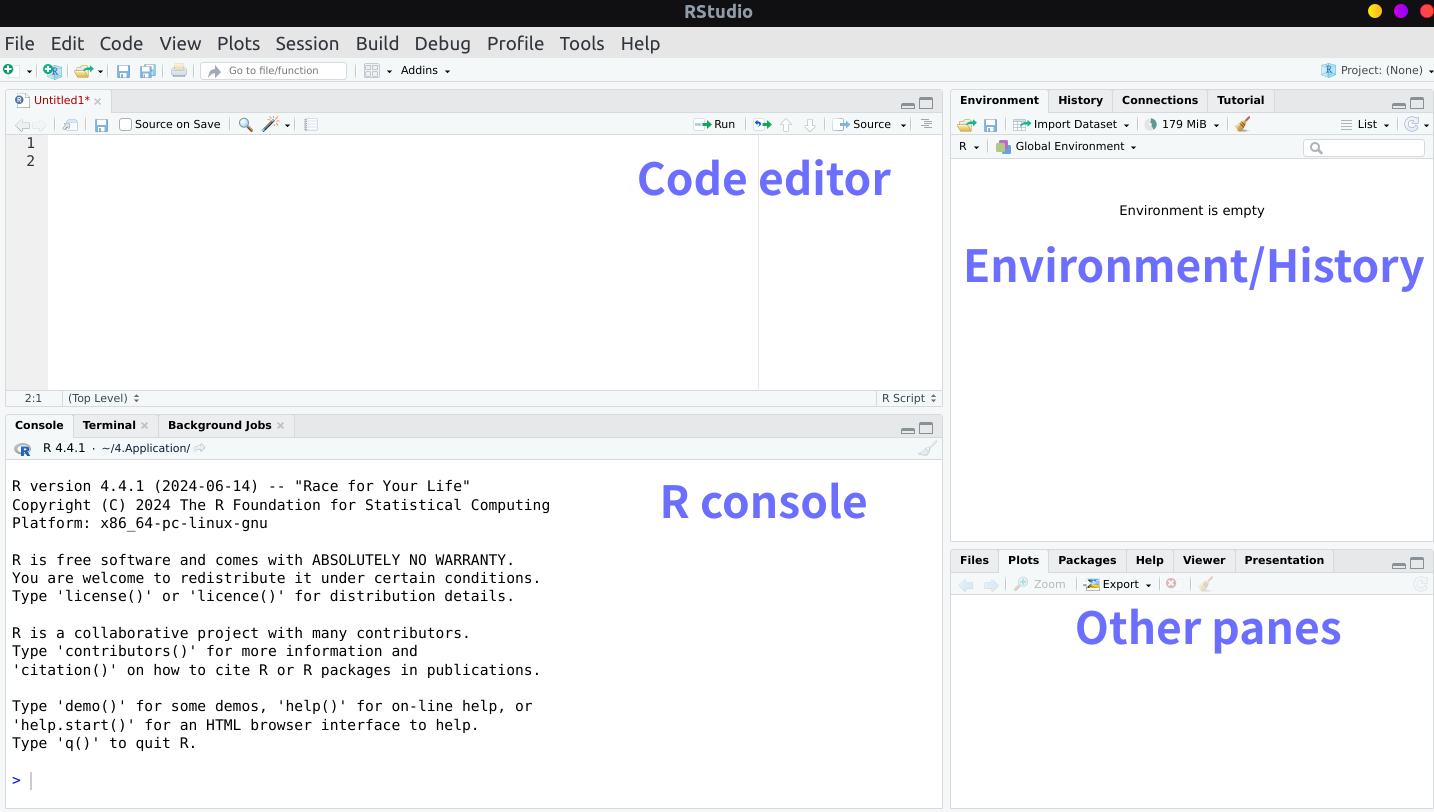 RStudio
File Edit Code View Plots Session Build Debug Profile Tools Help
Go to file/function Addins Project: (None)
Untitled1*
Source on Save Run Source
1
2
Code editor
2:1 (Top Level) R Script
Console Terminal Background Jobs
R 4.4.1 · ~/4.Application/
R version 4.4.1 (2024-06-14) -- "Race for Your Life"
Copyright (C) 2024 The R Foundation for Statistical Computing
Platform: x86_64-pc-linux-gnu
R is free software and comes with ABSOLUTELY NO WARRANTY.
You are welcome to redistribute it under certain conditions.
Type 'license()' or 'licence()' for distribution details.
R is a collaborative project with many contributors.
Type 'contributors()' for more information and
'citation()' on how to cite R or R packages in publications.
Type 'demo()' for some demos, 'help()' for on-line help, or
'help.start()' for an HTML browser interface to help.
Type 'q()' to quit R.
>
R console
Environment History Connections Tutorial
Import Dataset 179 MiB List
R Global Environment
Environment is empty
Environment/History
Files Plots Packages Help Viewer Presentation
Zoom Export
Other panes